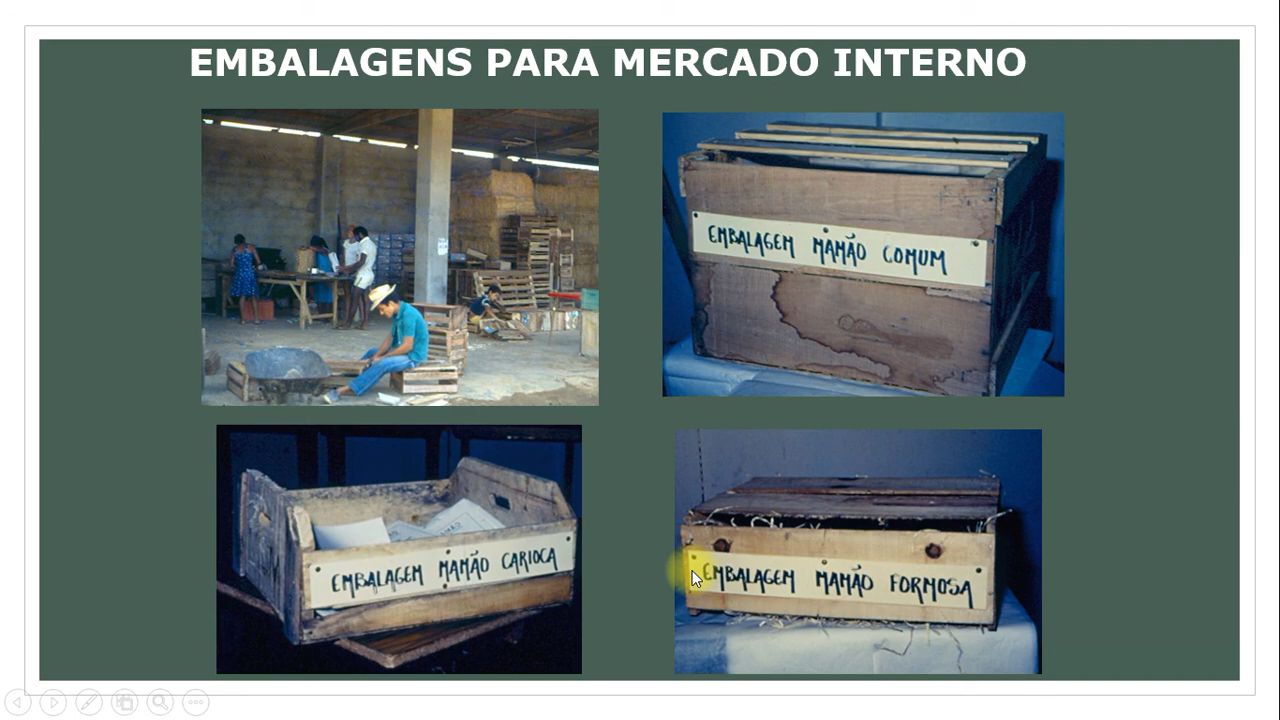 EMBALAGENS PARA MERCADO INTERNO
EMBALAGEM MAMÃO COMUM
EMBALAGEM MAMÃO CARIOCA
EMBALAGEM MAMÃO FORMOSA